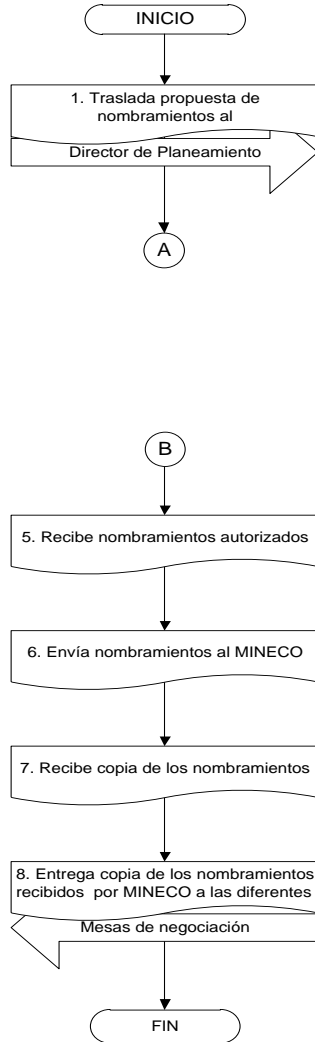 INICIO
1. Traslada propuesta de
nombramientos al
Director de Planeamiento
A
B
5. Recibe nombramientos autorizados
6. Envía nombramientos al MINECO
7. Recibe copia de los nombramientos
8. Entrega copia de los nombramientos
recibidos por MINECO a las diferentes
Mesas de negociación
FIN